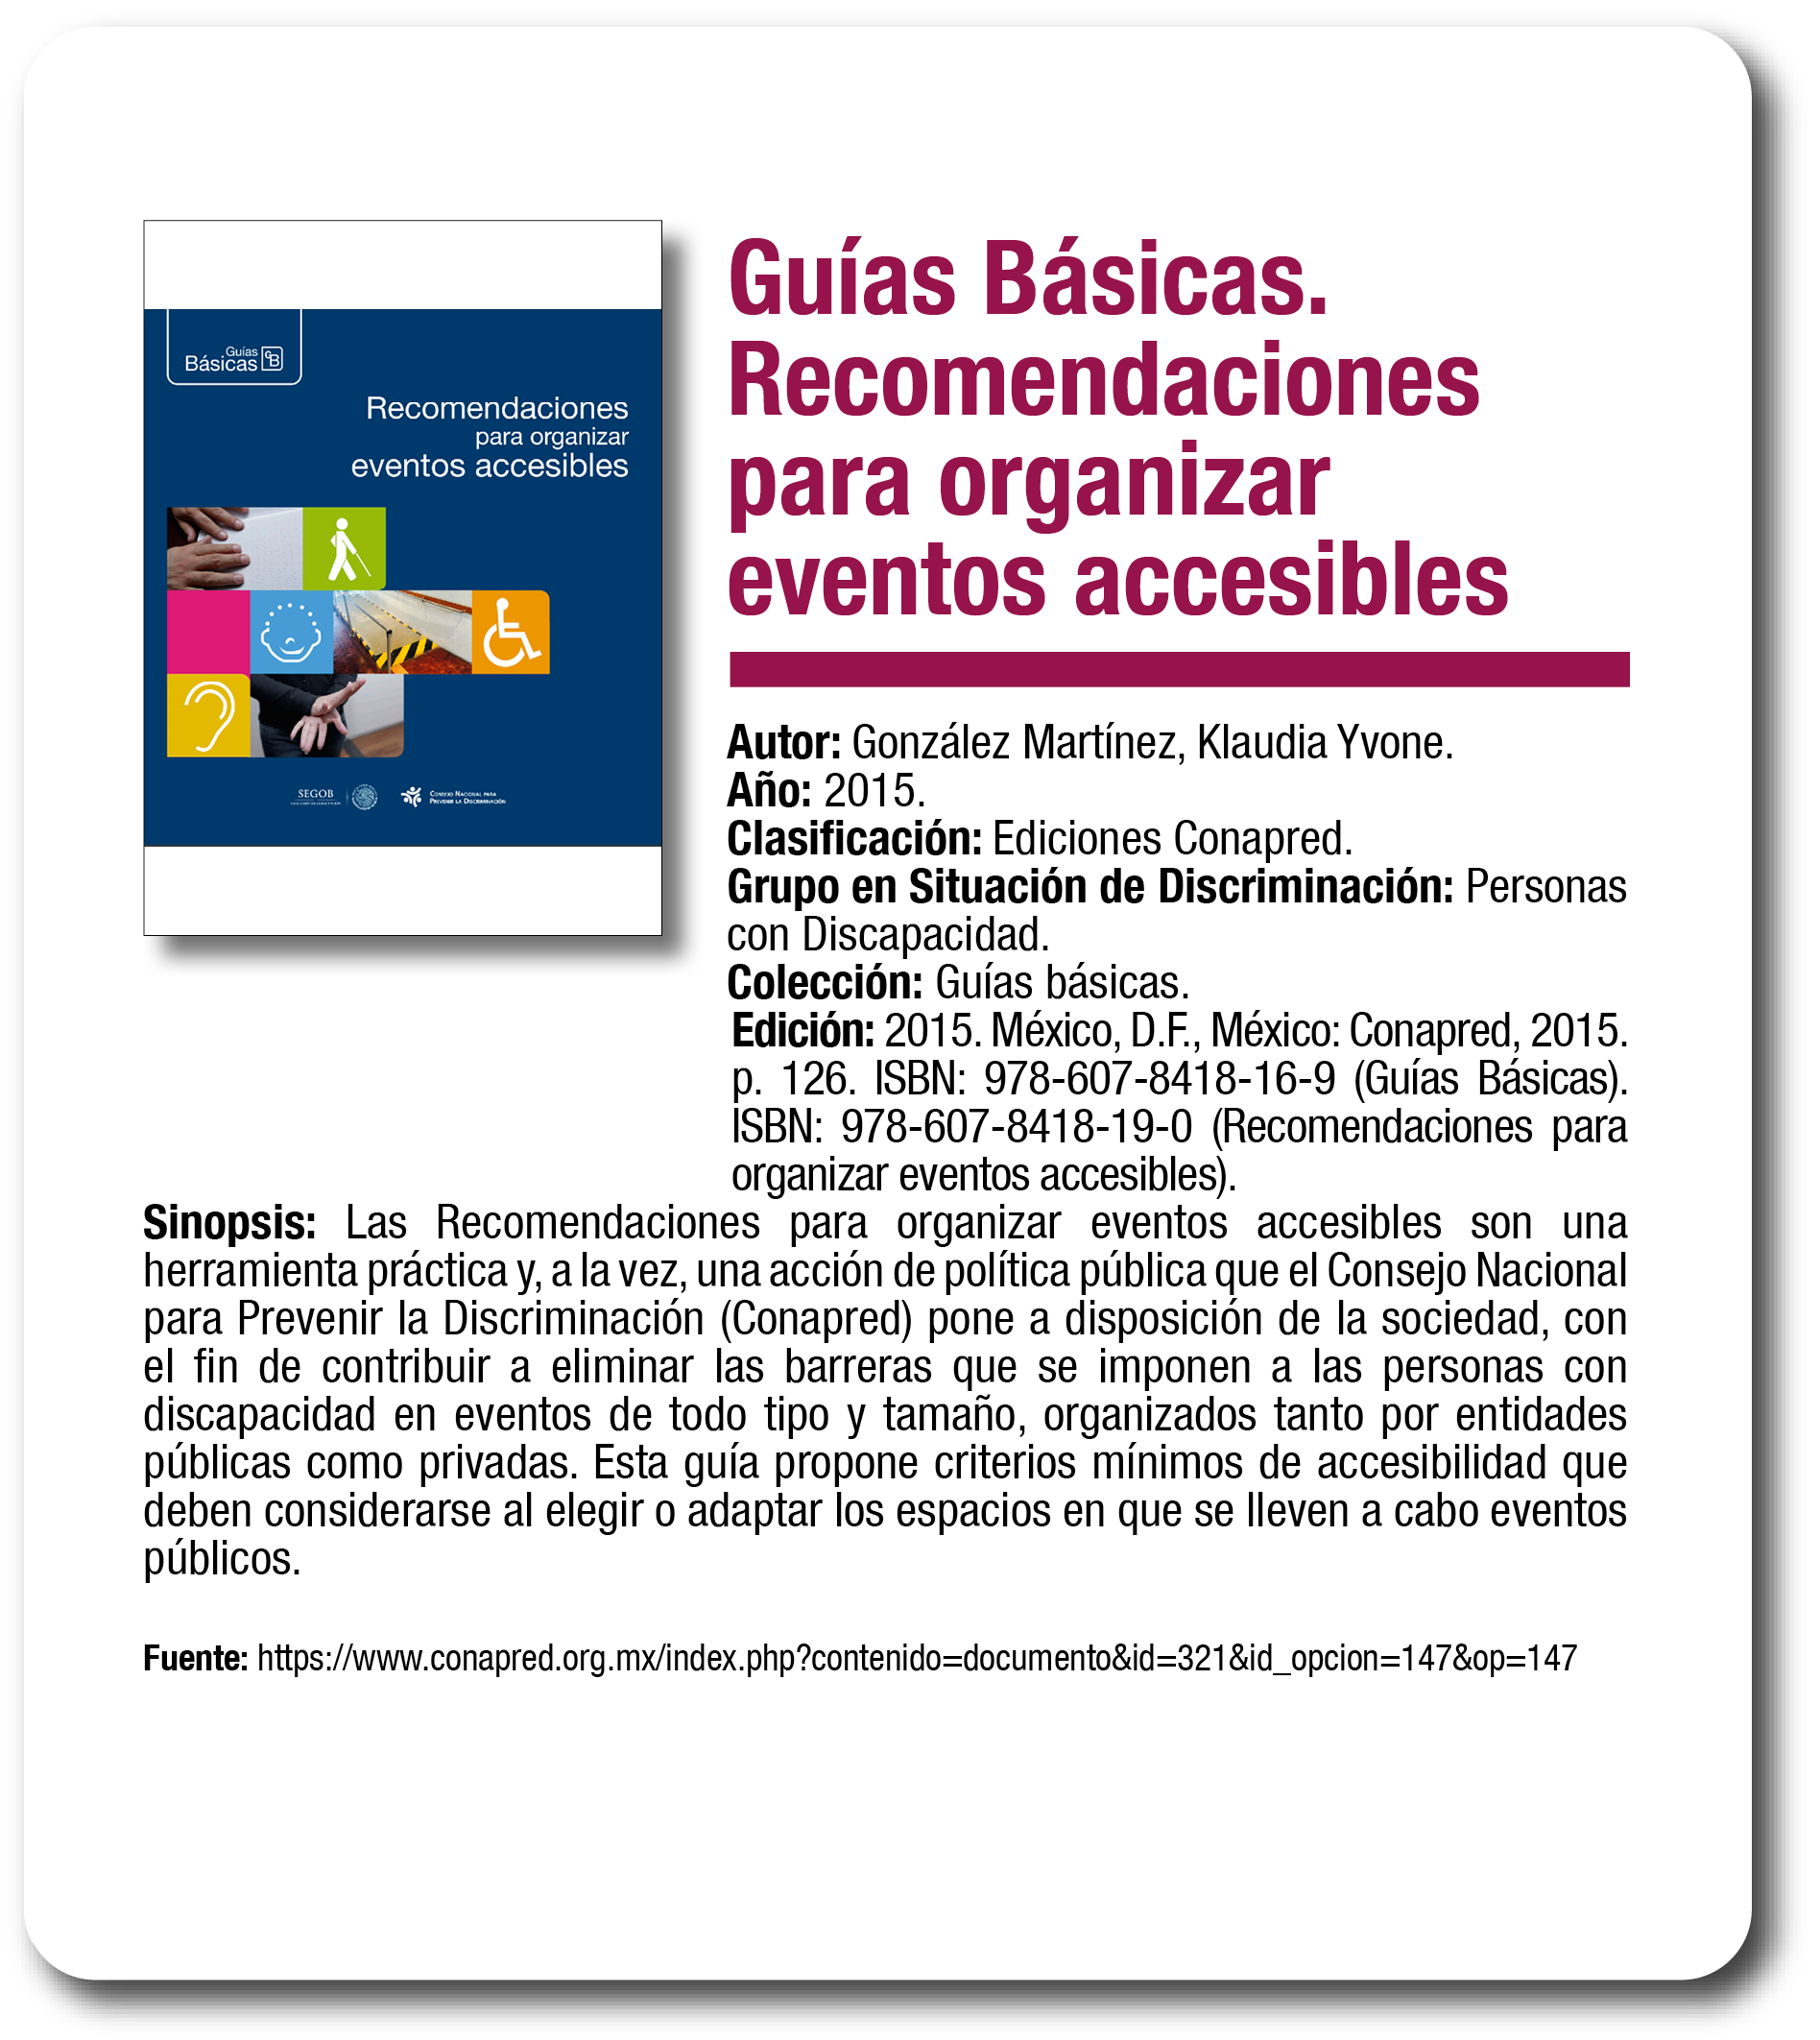 Guías
Básicas
Recomendaciones
para organizar
eventos accesibles
SEGOB
CONSEJO NACIONAL PARA
PREVENIR LA DISCRIMINACIÓN
Guías Básicas.
Recomendaciones
para organizar
eventos accesibles
Autor: González Martínez, Klaudia Yvone.
Año: 2015.
Clasificación: Ediciones Conapred.
Grupo en Situación de Discriminación: Personas
con Discapacidad.
Colección: Guías básicas.
Edición: 2015. México, D.F., México: Conapred, 2015.
p. 126. ISBN: 978-607-8418-16-9 (Guías Básicas).
ISBN: 978-607-8418-19-0 (Recomendaciones para
organizar eventos accesibles).
Sinopsis: Las Recomendaciones para organizar eventos accesibles son una
herramienta práctica y, a la vez, una acción de política pública que el Consejo Nacional
para Prevenir la Discriminación (Conapred) pone a disposición de la sociedad, con
el fin de contribuir a eliminar las barreras que se imponen a las personas con
discapacidad en eventos de todo tipo y tamaño, organizados tanto por entidades
públicas como privadas. Esta guía propone criterios mínimos de accesibilidad que
deben considerarse al elegir o adaptar los espacios en que se lleven a cabo eventos
públicos.
Fuente: https://www.conapred.org.mx/index.php?contenido=documento&id=321&id_opcion=147&op=147